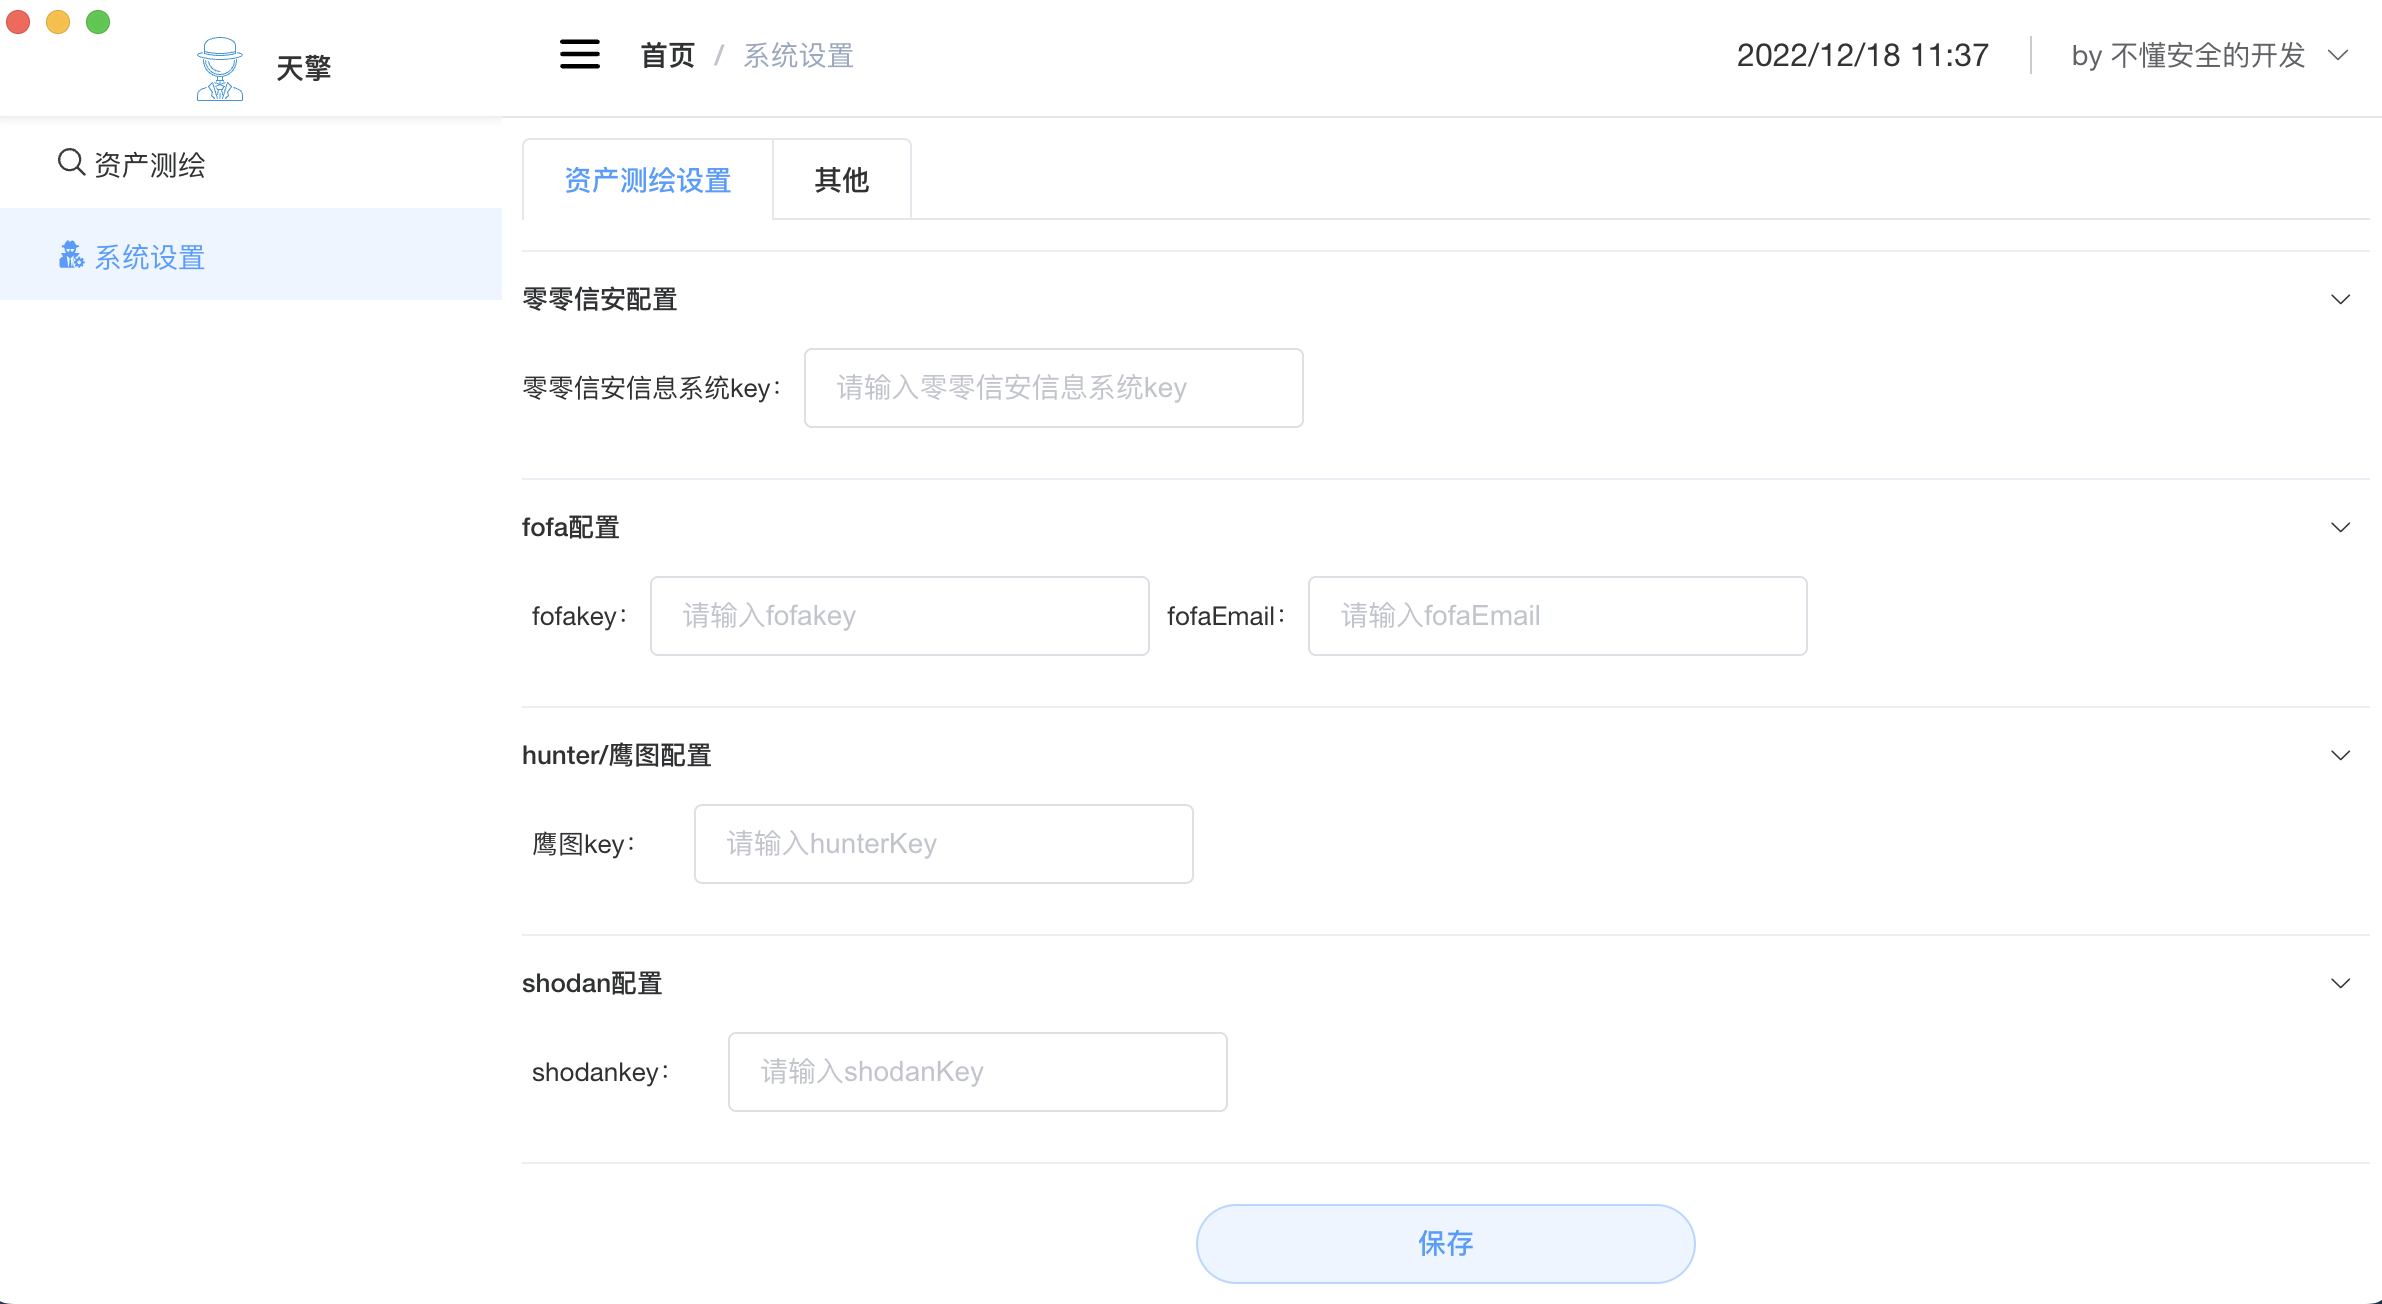 天擎
首页 / 系统设置
2022/12/18 11:37
by 不懂安全的开发
资产测绘
系统设置
资产测绘设置
其他
零零信安配置
零零信安信息系统key：
请输入零零信安信息系统key
fofa配置
fofakey：
请输入fofakey
fofaEmail：
请输入fofaEmail
hunter/鹰图配置
鹰图key：
请输入hunterKey
shodan配置
shodankey：
请输入shodanKey
保存